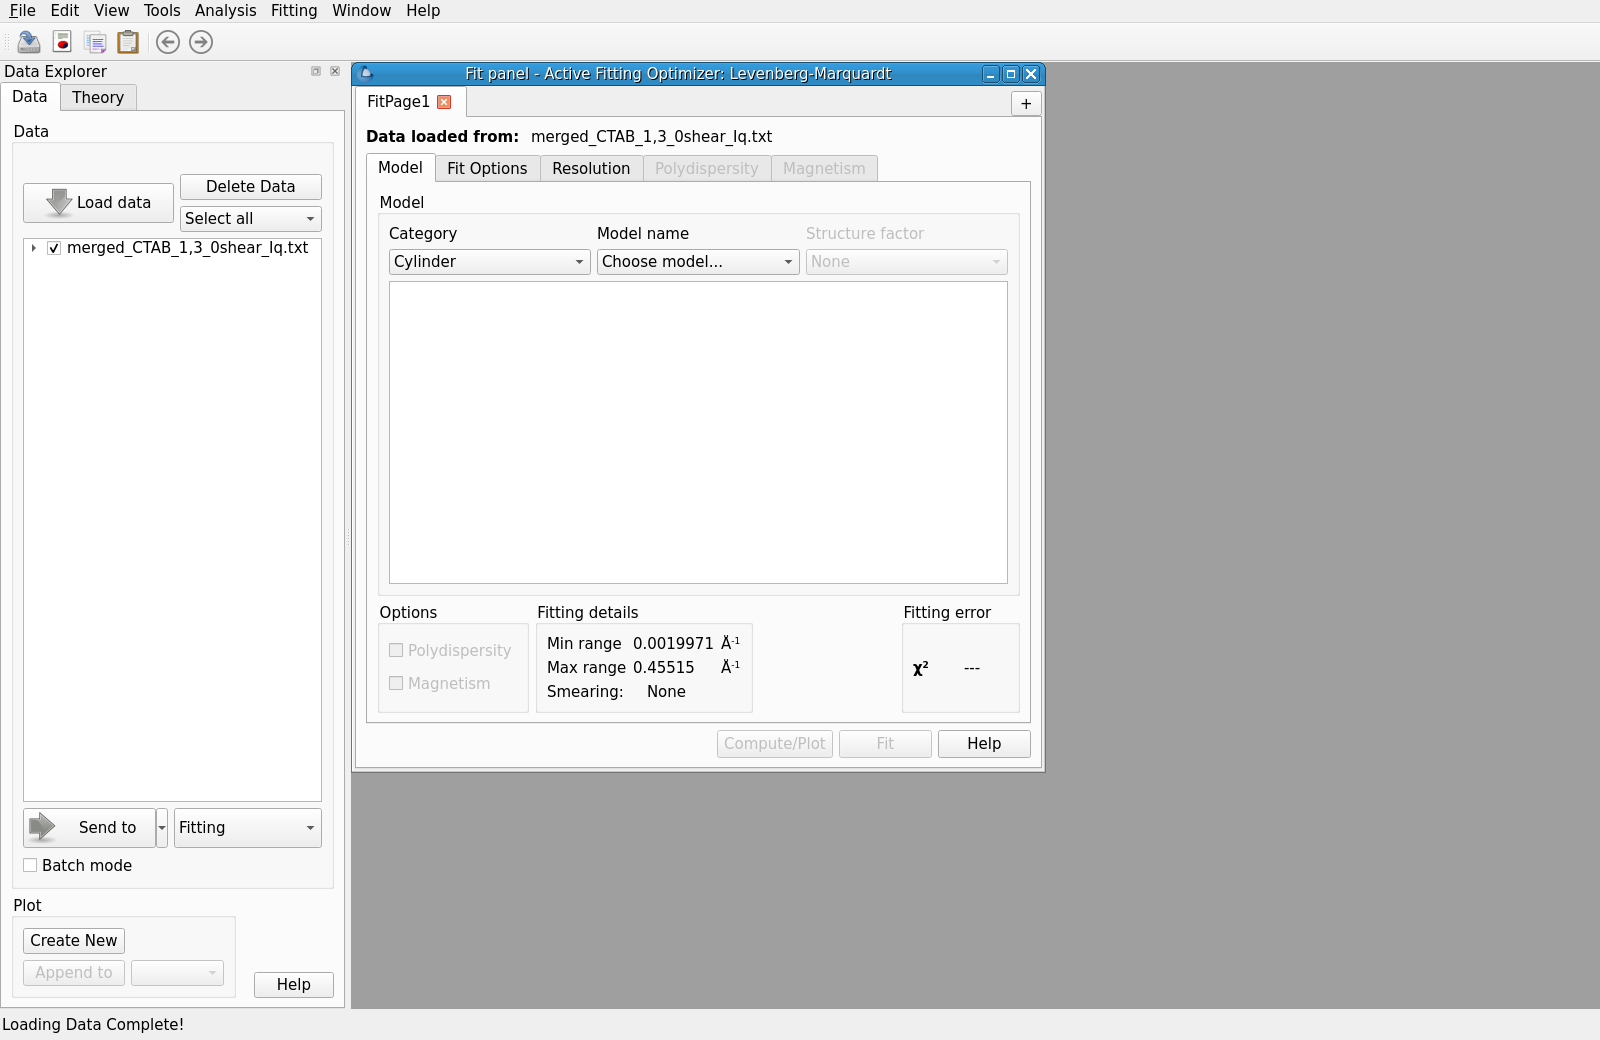 File Edit View Tools Analysis Fitting Window Help
Data Explorer
Data Theory
Data
Load data
Delete Data
Select all
merged_CTAB_1,3_0shear_Iq.txt
Send to
Fitting
Batch mode
Plot
Create New
Append to
Help
Loading Data Complete!
Fit panel - Active Fitting Optimizer: Levenberg-Marquardt
FitPage1
+
Data loaded from: merged_CTAB_1,3_0shear_Iq.txt
Model Fit Options Resolution Polydispersity Magnetism
Model
Category Model name Structure factor
Cylinder Choose model... None
Options
Polydispersity
Magnetism
Fitting details
Min range 0.0019971 Å⁻¹
Max range 0.45515 Å⁻¹
Smearing: None
Fitting error
χ² ---
Compute/Plot Fit Help